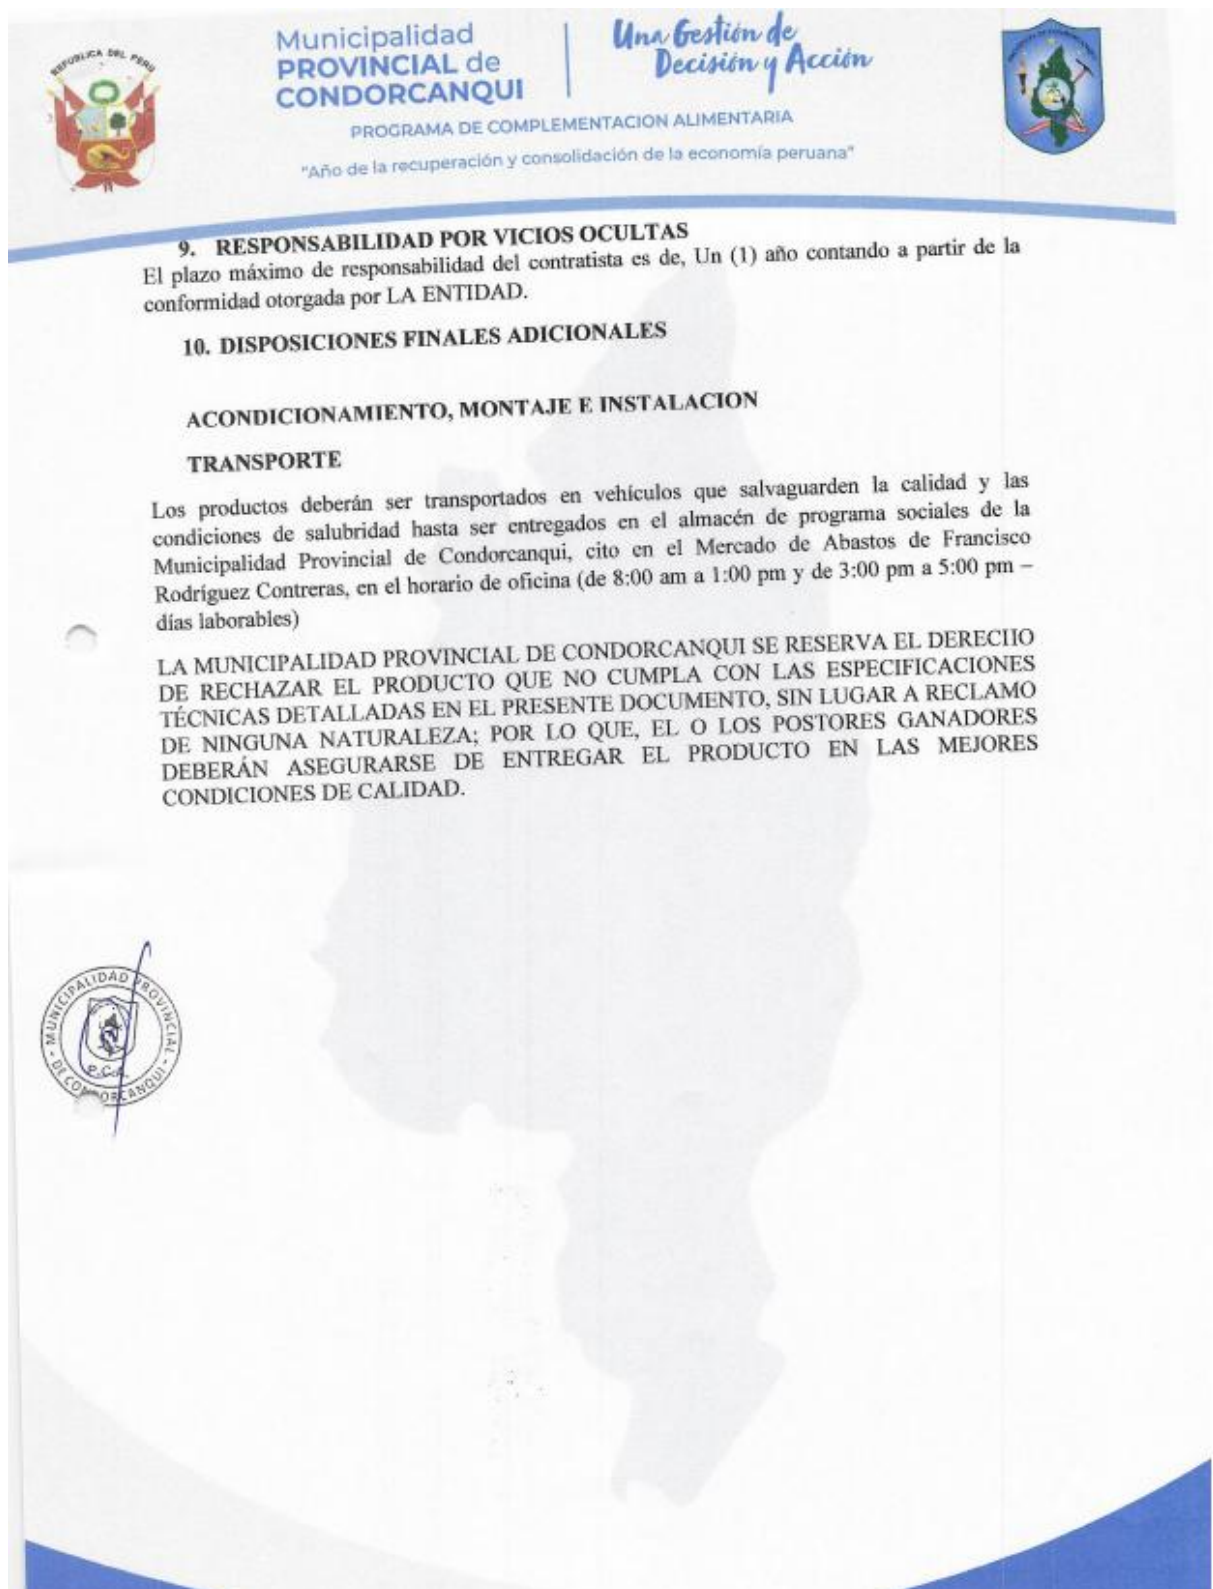 REPUBLICA DEL PERU
Municipalidad
PROVINCIAL de
CONDORCANQUI
Una Gestión de
Decisión y Acción
PROGRAMA DE COMPLEMENTACION ALIMENTARIA
"Año de la recuperación y consolidación de la economía peruana"
9. RESPONSABILIDAD POR VICIOS OCULTAS
El plazo máximo de responsabilidad del contratista es de, Un (1) año contando a partir de la
conformidad otorgada por LA ENTIDAD.
10. DISPOSICIONES FINALES ADICIONALES
ACONDICIONAMIENTO, MONTAJE E INSTALACION
TRANSPORTE
Los productos deberán ser transportados en vehículos que salvaguarden la calidad y las
condiciones de salubridad hasta ser entregados en el almacén de programa sociales de la
Municipalidad Provincial de Condorcanqui, cito en el Mercado de Abastos de Francisco
Rodríguez Contreras, en el horario de oficina (de 8:00 am a 1:00 pm y de 3:00 pm a 5:00 pm –
días laborables)
LA MUNICIPALIDAD PROVINCIAL DE CONDORCANQUI SE RESERVA EL DERECHO
DE RECHAZAR EL PRODUCTO QUE NO CUMPLA CON LAS ESPECIFICACIONES
TÉCNICAS DETALLADAS EN EL PRESENTE DOCUMENTO, SIN LUGAR A RECLAMO
DE NINGUNA NATURALEZA; POR LO QUE, EL O LOS POSTORES GANADORES
DEBERÁN ASEGURARSE DE ENTREGAR EL PRODUCTO EN LAS MEJORES
CONDICIONES DE CALIDAD.
MUNICIPALIDAD PROVINCIAL
P.C.A.
DE CONDORCANQUI